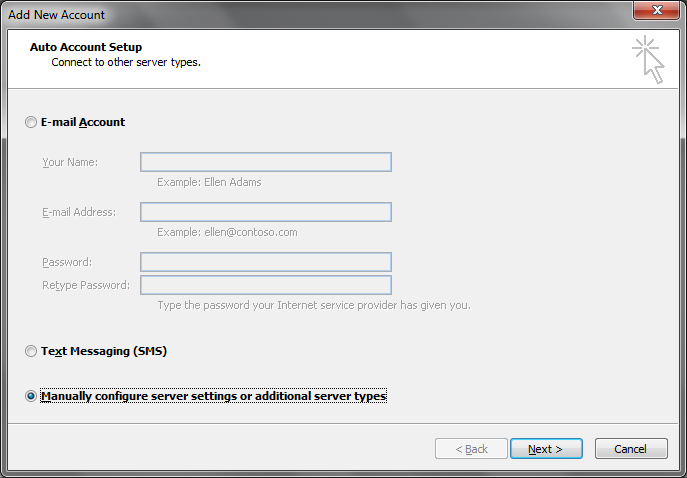 Add New Account
Auto Account Setup
Connect to other server types.
E-mail Account
Your Name:
Example: Ellen Adams
E-mail Address:
Example: ellen@contoso.com
Password:
Retype Password:
Type the password your Internet service provider has given you.
Text Messaging (SMS)
Manually configure server settings or additional server types
< Back Next > Cancel